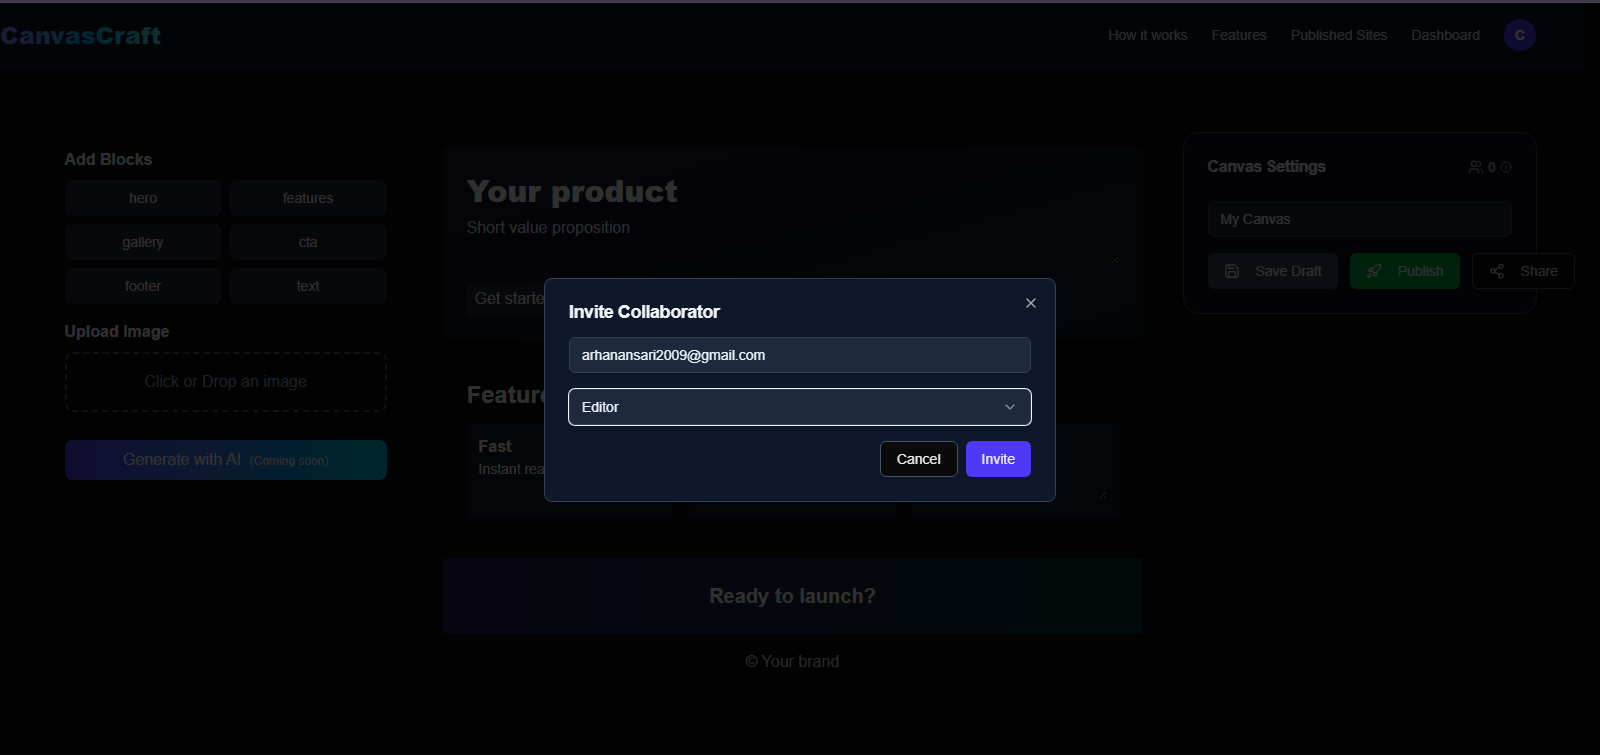 CanvasCraft
How it works Features Published Sites Dashboard C
Add Blocks
hero features
gallery cta
footer text
Upload Image
Click or Drop an image
Generate with AI (Coming soon)
Your product
Short value proposition
Get starte
Feature
Fast
Instant rea
Ready to launch?
© Your brand
Invite Collaborator
arhanansari2009@gmail.com
Editor
Cancel Invite
Canvas Settings 0
My Canvas
Save Draft Publish Share